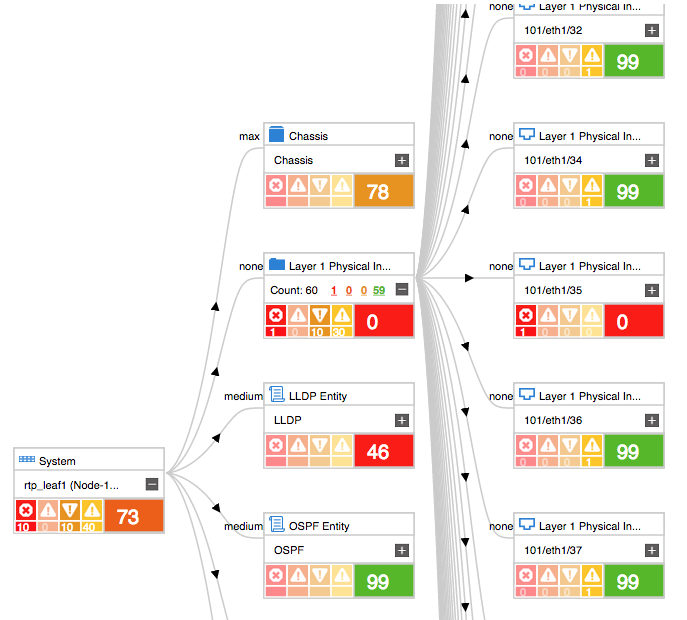 System
rtp_leaf1 (Node-1...
10 0 10 40 73
max Chassis
Chassis
78
none Layer 1 Physical In...
Count: 60 1 0 0 59
1 0 10 30 0
medium LLDP Entity
LLDP
46
medium OSPF Entity
OSPF
99
none Layer 1 Physical In...
101/eth1/32
0 0 0 1 99
none Layer 1 Physical In...
101/eth1/34
0 0 0 1 99
none Layer 1 Physical In...
101/eth1/35
1 0 0 0 0
none Layer 1 Physical In...
101/eth1/36
0 0 0 1 99
none Layer 1 Physical In...
101/eth1/37
0 0 0 1 99